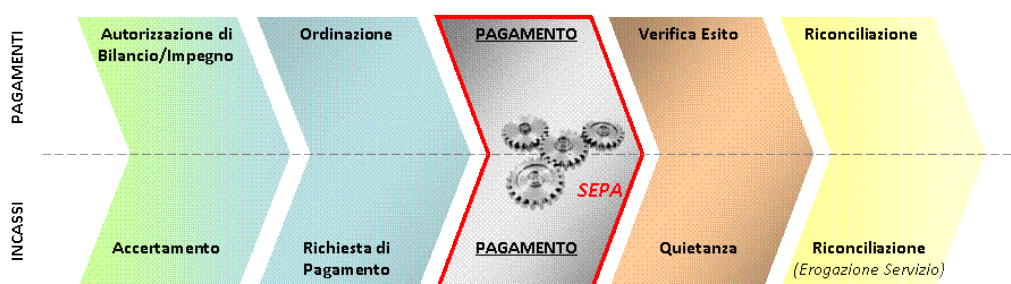 PAGAMENTI
Autorizzazione di
Bilancio/Impegno
Ordinazione
PAGAMENTO
Verifica Esito
Riconciliazione
SEPA
INCASSI
Accertamento
Richiesta di
Pagamento
PAGAMENTO
Quietanza
Riconciliazione
(Erogazione Servizio)